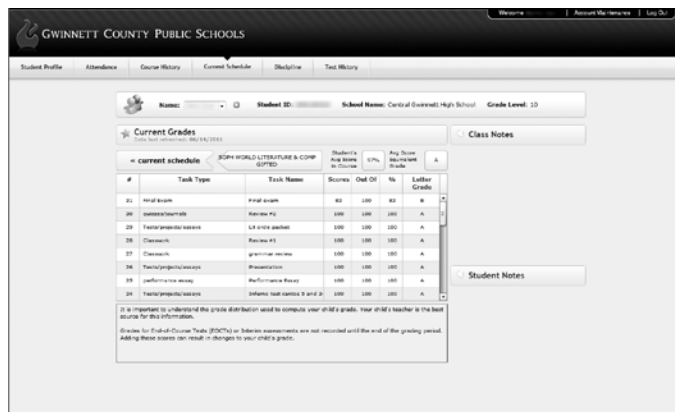 Welcome | Account Maintenance | Log Out
GWINNETT COUNTY PUBLIC SCHOOLS
Student Profile Attendance Course History Current Schedule Discipline Test History
Name: Student ID: School Name: Central Gwinnett High School Grade Level: 10
Current Grades Class Notes
Data last refreshed:
« current schedule SOPH WORLD LITERATURE & COMP GIFTED Student's Avg Score in Course 97% Avg Score Equivalent Grade A
# Task Type Task Name Scores Out Of % Letter Grade
31 Final Exam Final exam 83 100 83 B
30 quizzes/journals Review #2 100 100 100 A
29 Tests/projects/essays Lit circle packet 100 100 100 A
28 Classwork Review #1 100 100 100 A
27 Classwork grammar review 100 100 100 A
26 Tests/projects/essays Presentation 100 100 100 A
25 performance essay Performance Essay 100 100 100 A
24 Tests/projects/essays Inferno test cantos 100 100 100 A
Student Notes
It is important to understand the grade distribution used to compute your child's grade. Your child's teacher is the best
source for this information.
Grades for End-of-Course Tests (EOCTs) or Interim assessments are not recorded until the end of the grading period.
Adding these scores can result in changes to your child's grade.